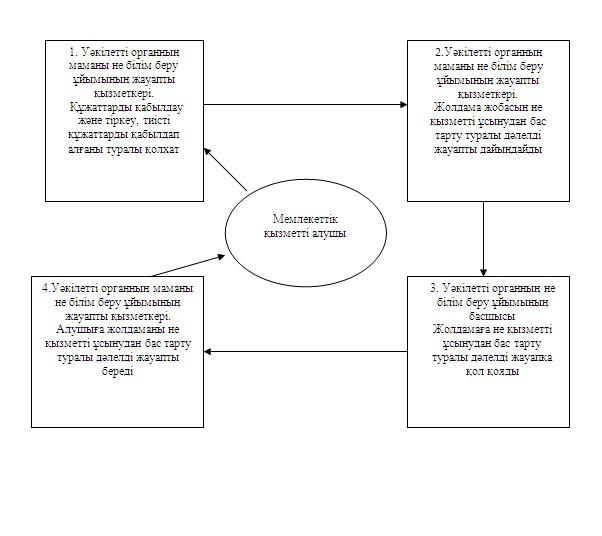 1. Уәкілетті органның
маманы не білім беру
ұйымының жауапты
қызметкері.
Құжаттарды қабылдау
және тіркеу, тиісті
құжаттарды қабылдап
алғаны туралы қолхат
2.Уәкілетті органның
маманы не білім беру
ұйымының жауапты
қызметкері.
Жолдама жобасын не
қызметті ұсынудан бас
тарту туралы дәлелді
жауапты дайындайды
Мемлекеттік
қызметті алушы
4.Уәкілетті органның маманы
не білім беру ұйымының
жауапты қызметкері.
Алушыға жолдаманы не
қызметті ұсынудан бас тарту
туралы дәлелді жауапты
береді
3. Уәкілетті органның не
білім беру ұйымының
басшысы
Жолдамаға не қызметті
ұсынудан бас тарту
туралы дәлелді жауапқа
қол қояды